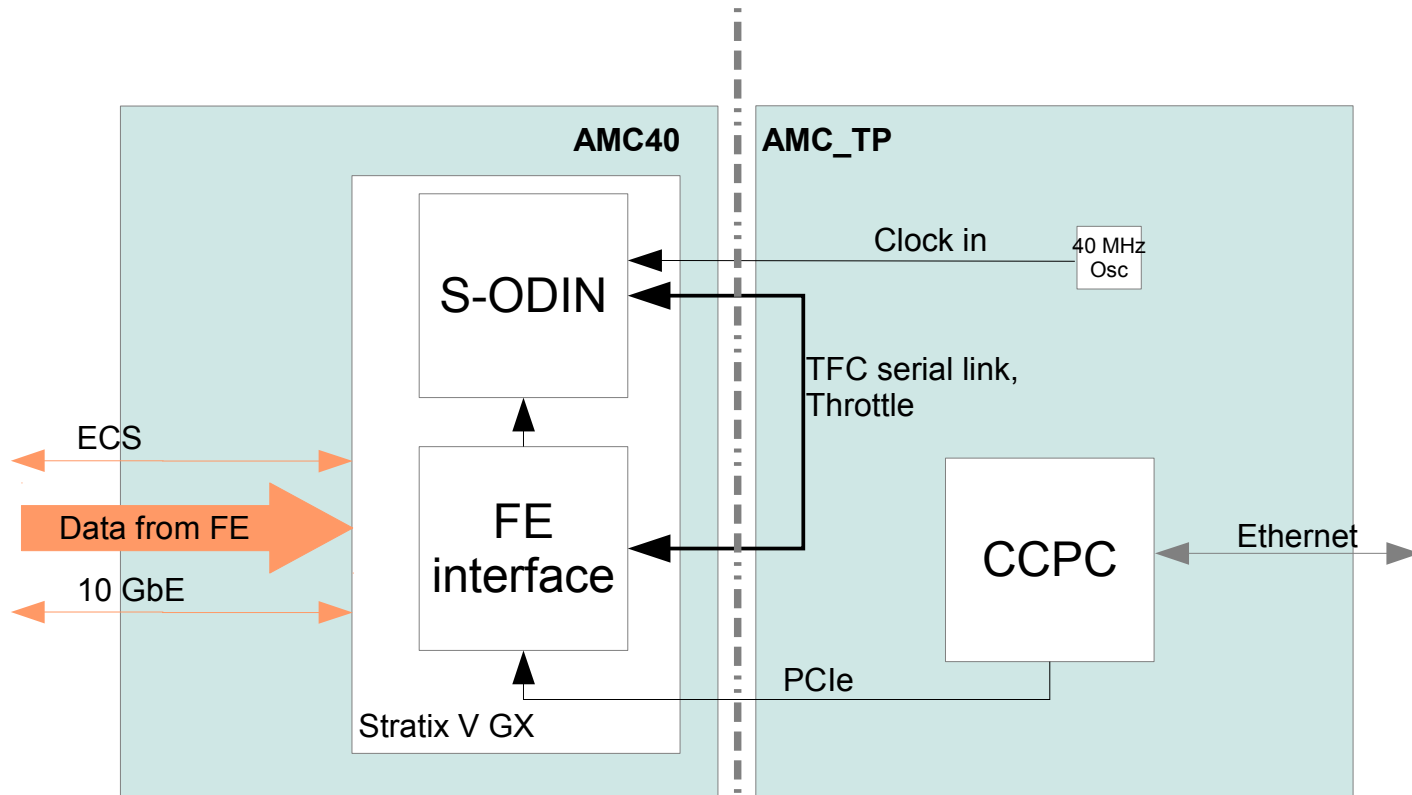 AMC40
AMC_TP
S-ODIN
Clock in
40 MHz
Osc
TFC serial link,
Throttle
ECS
Data from FE
10 GbE
FE
interface
CCPC
Ethernet
PCIe
Stratix V GX